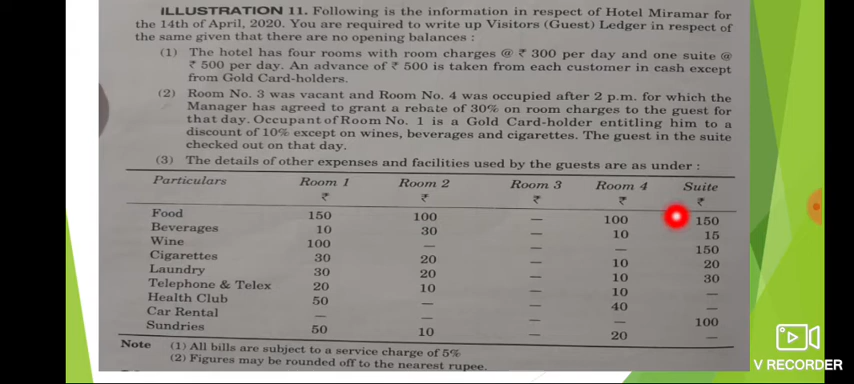 ILLUSTRATION 11. Following is the information in respect of Hotel Miramar for
the 14th of April, 2020. You are required to write up Visitors (Guest) Ledger in respect
of the same given that there are no opening balances :
(1) The hotel has four rooms with room charges @ ₹ 300 per day and one suite @
₹ 500 per day. An advance of ₹ 500 is taken from each customer in cash except
from Gold Card-holders.
(2) Room No. 3 was vacant and Room No. 4 was occupied after 2 p.m. for which the
Manager has agreed to grant a rebate of 30% on room charges to the guest for
that day. Occupant of Room No. 1 is a Gold Card-holder entitling him to a
discount of 10% except on wines, beverages and cigarettes. The guest in the suite
checked out on that day.
(3) The details of other expenses and facilities used by the guests are as under :
Particulars Room 1 Room 2 Room 3 Room 4 Suite
₹ ₹ ₹ ₹ ₹
Food 150 100 — 100 150
Beverages 10 30 — 10 15
Wine 100 — — — 150
Cigarettes 30 20 — 10 20
Laundry 30 20 — 10 30
Telephone & Telex 20 10 — 10 —
Health Club 50 — — 40 —
Car Rental — — — — 100
Sundries 50 10 — 20 —
Note (1) All bills are subject to a service charge of 5%
(2) Figures may be rounded off to the nearest rupee.
V RECORDER